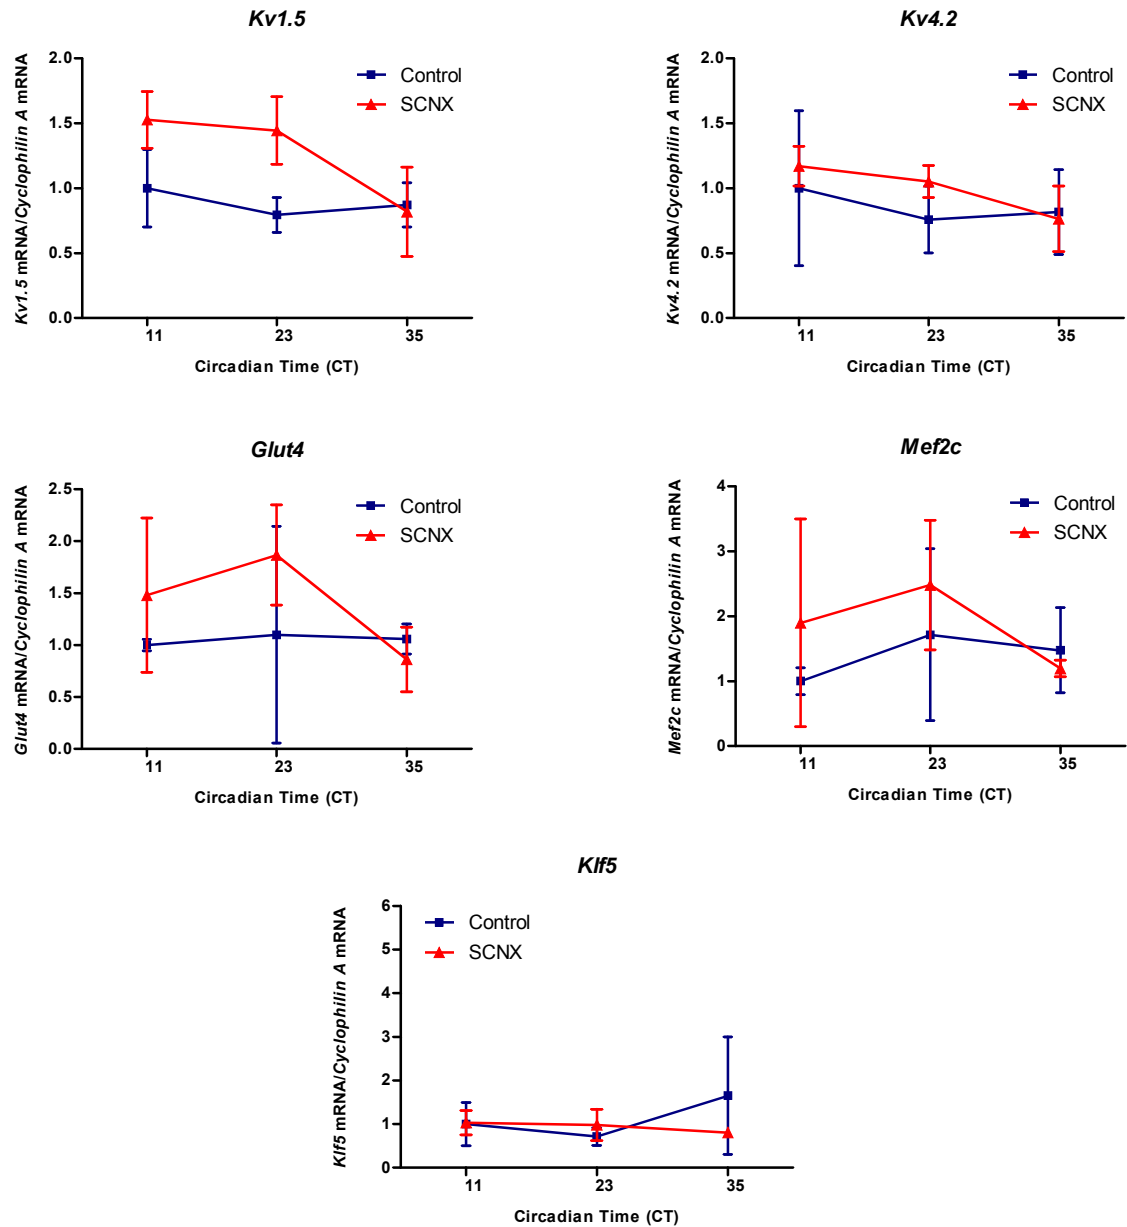 Kv1.5
Kv1.5 mRNA/Cyclophilin A mRNA
2.0
1.5
1.0
0.5
0.0
Control
SCNX
11 23 35
Circadian Time (CT)
Kv4.2
Kv4.2 mRNA/Cyclophilin A mRNA
2.0
1.5
1.0
0.5
0.0
Control
SCNX
11 23 35
Circadian Time (CT)
Glut4
Glut4 mRNA/Cyclophilin A mRNA
2.5
2.0
1.5
1.0
0.5
0.0
Control
SCNX
11 23 35
Circadian Time (CT)
Mef2c
Mef2c mRNA/Cyclophilin A mRNA
4
3
2
1
0
Control
SCNX
11 23 35
Circadian Time (CT)
Klf5
Klf5 mRNA/Cyclophilin A mRNA
6
5
4
3
2
1
0
Control
SCNX
11 23 35
Circadian Time (CT)